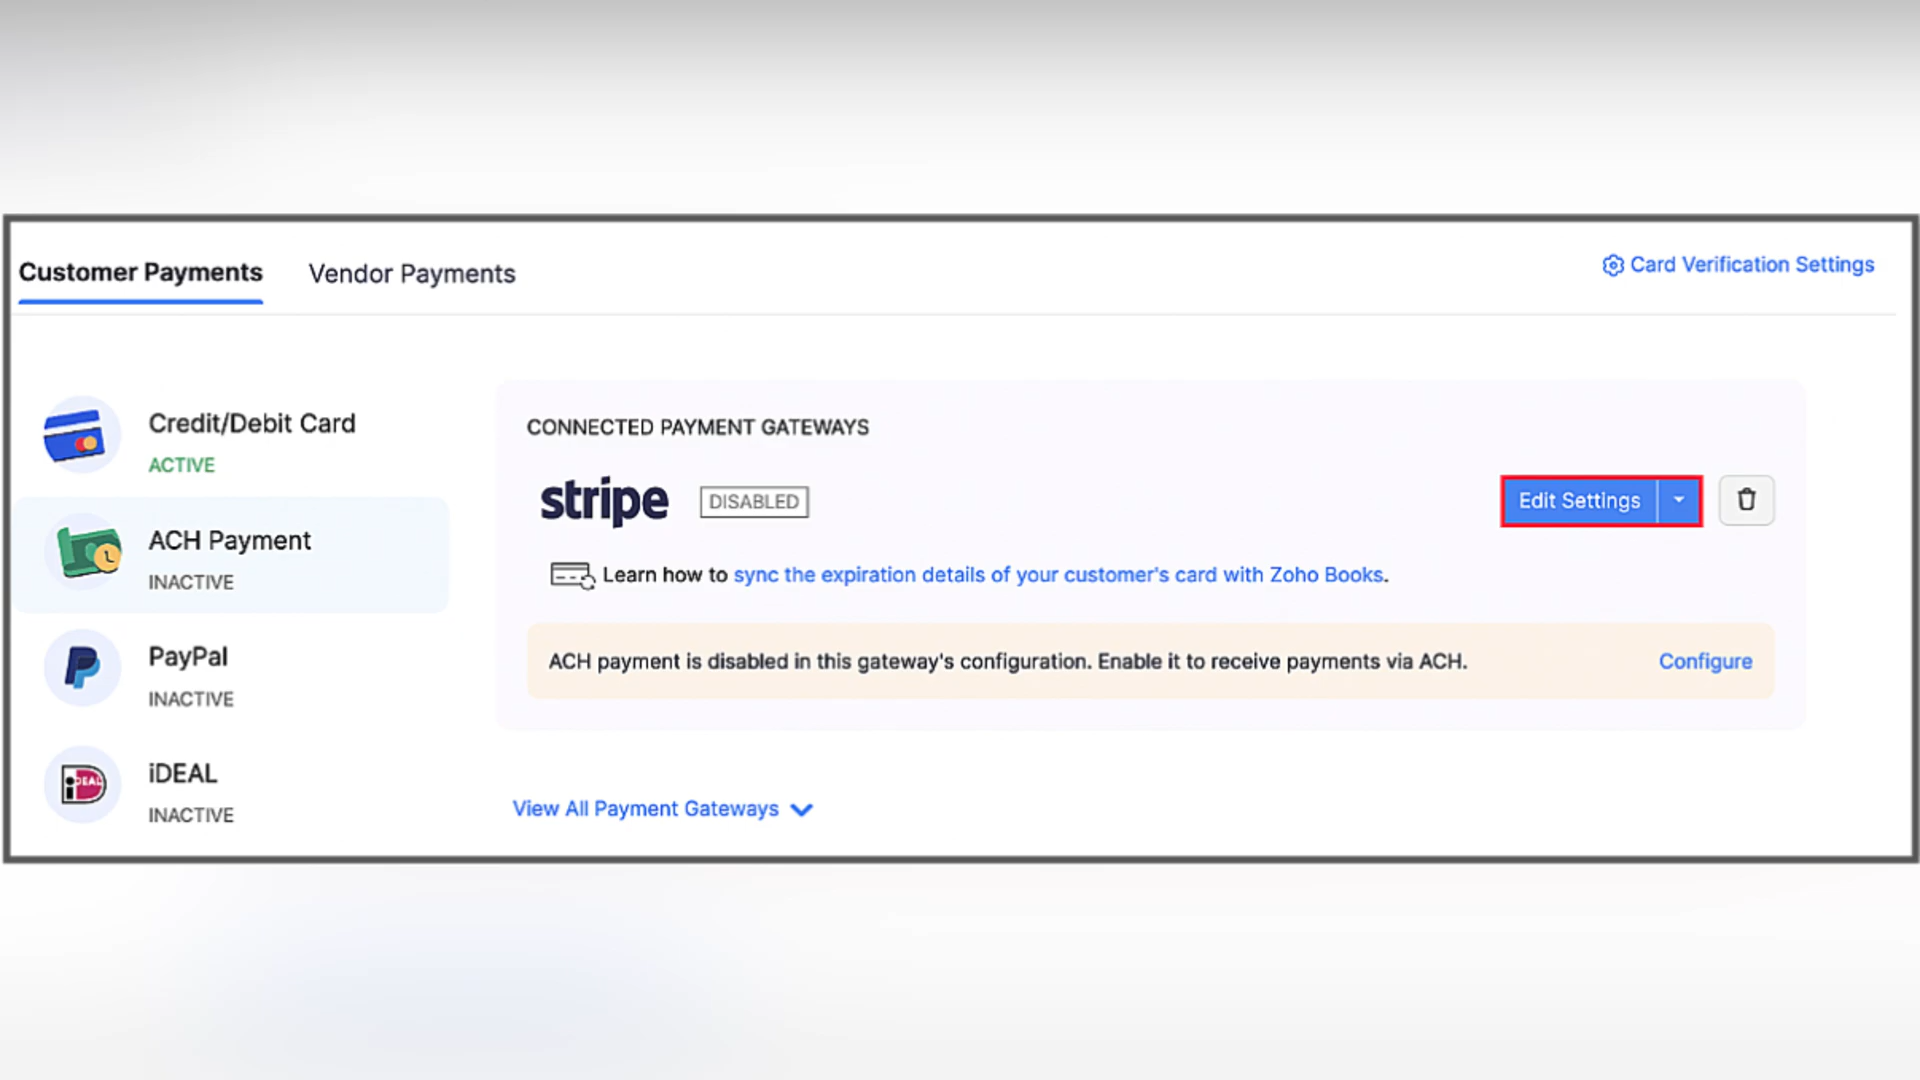 Customer Payments
Vendor Payments
Card Verification Settings
Credit/Debit Card
ACTIVE
ACH Payment
INACTIVE
PayPal
INACTIVE
iDEAL
iDEAL
INACTIVE
CONNECTED PAYMENT GATEWAYS
stripe
DISABLED
Edit Settings
Learn how to sync the expiration details of your customer's card with Zoho Books.
ACH payment is disabled in this gateway's configuration. Enable it to receive payments via ACH.
Configure
View All Payment Gateways